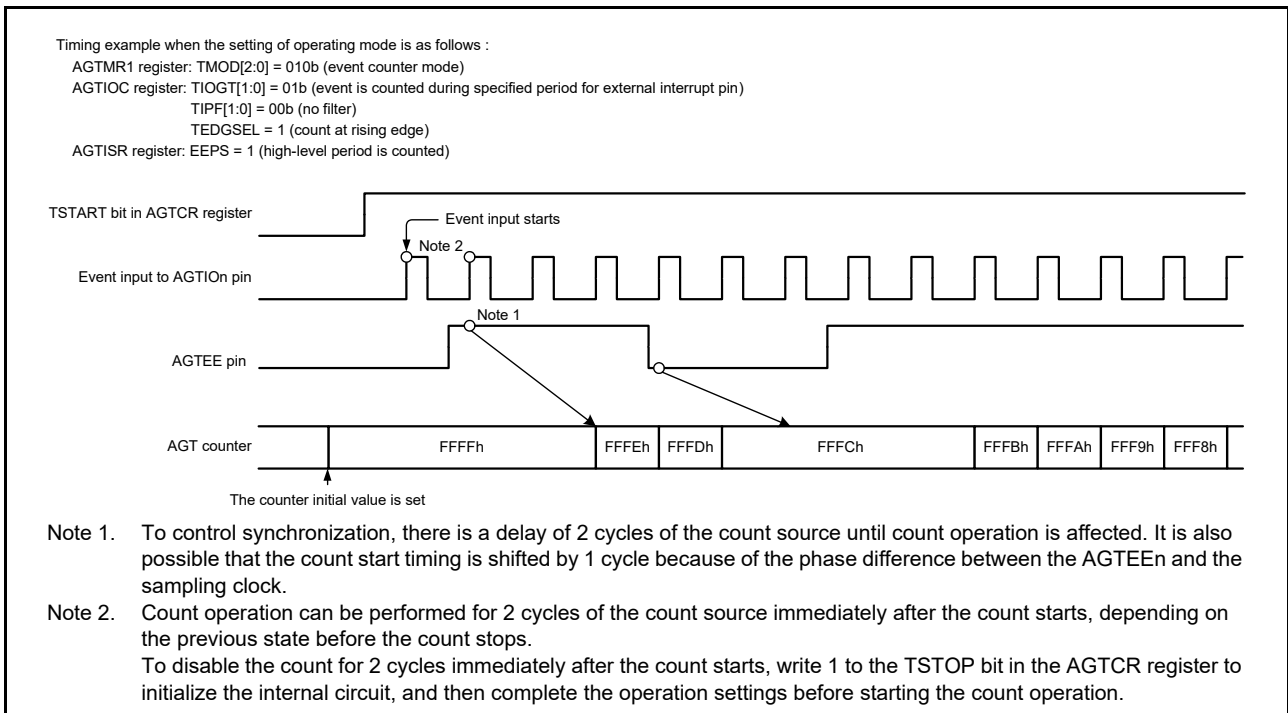 Timing example when the setting of operating mode is as follows :
AGTMR1 register: TMOD[2:0] = 010b (event counter mode)
AGTIOC register: TIOGT[1:0] = 01b (event is counted during specified period for external interrupt pin)
TIPF[1:0] = 00b (no filter)
TEDGSEL = 1 (count at rising edge)
AGTISR register: EEPS = 1 (high-level period is counted)
TSTART bit in AGTCR register
Event input starts
Note 2
Event input to AGTIOn pin
Note 1
AGTEE pin
AGT counter FFFFh FFFEh FFFDh FFFCh FFFBh FFFAh FFF9h FFF8h
The counter initial value is set
Note 1. To control synchronization, there is a delay of 2 cycles of the count source until count operation is affected. It is also
possible that the count start timing is shifted by 1 cycle because of the phase difference between the AGTEEn and the
sampling clock.
Note 2. Count operation can be performed for 2 cycles of the count source immediately after the count starts, depending on
the previous state before the count stops.
To disable the count for 2 cycles immediately after the count starts, write 1 to the TSTOP bit in the AGTCR register to
initialize the internal circuit, and then complete the operation settings before starting the count operation.